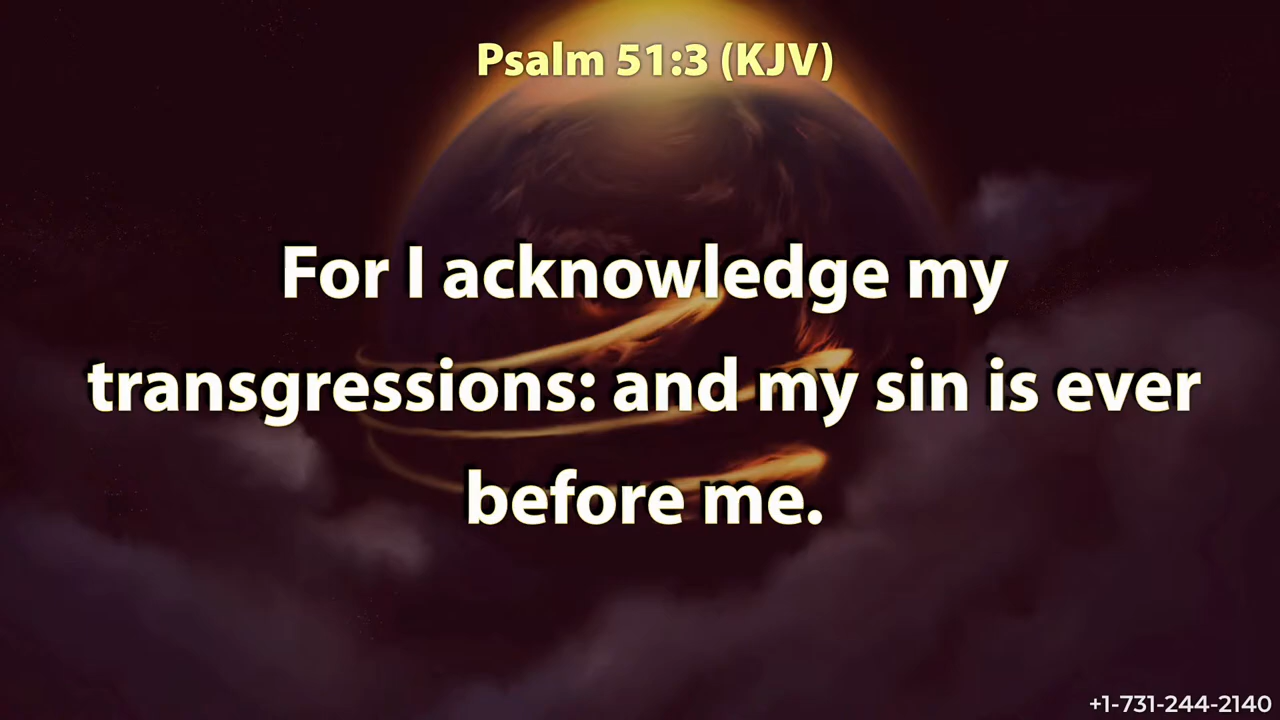 Psalm 51:3 (KJV)
For I acknowledge my
transgressions: and my sin is ever
before me.
+1-731-244-2140